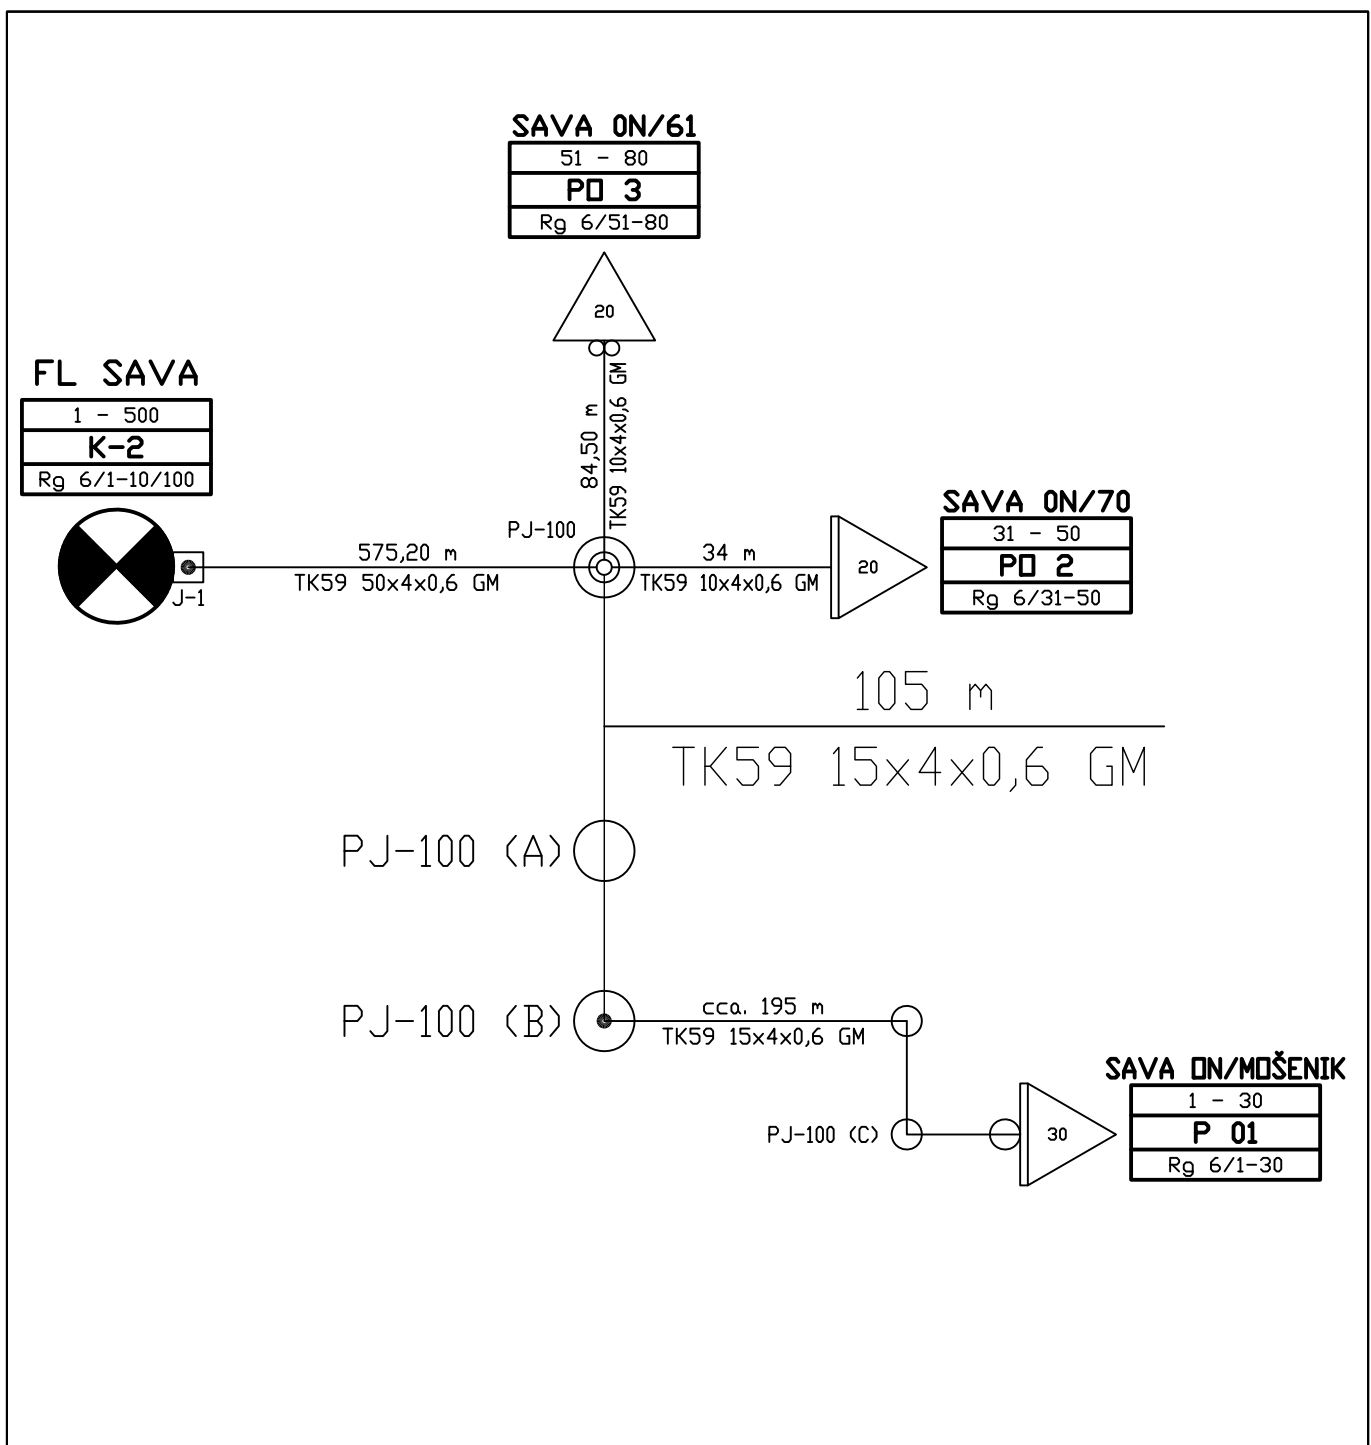 SAVA 0N/61
51 - 80
PO 3
Rg 6/51-80
20
84,50 m
TK59 10x4x0,6 GM
FL SAVA
1 - 500
K-2
Rg 6/1-10/100
J-1
575,20 m
TK59 50x4x0,6 GM
PJ-100
34 m
TK59 10x4x0,6 GM
20
SAVA 0N/70
31 - 50
PO 2
Rg 6/31-50
105 m
TK59 15x4x0,6 GM
PJ-100 (A)
PJ-100 (B)
cca. 195 m
TK59 15x4x0,6 GM
PJ-100 (C)
30
SAVA ON/MOŠENIK
1 - 30
P 01
Rg 6/1-30